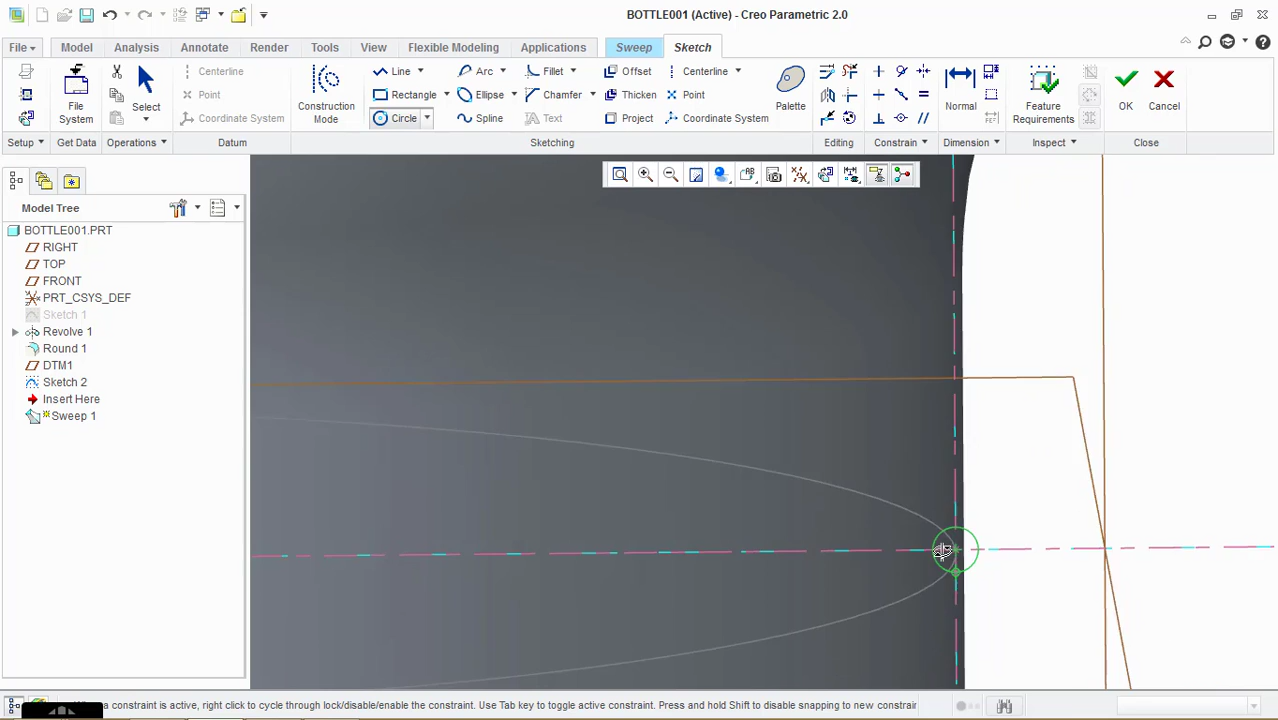 BOTTLE001 (Active) - Creo Parametric 2.0
File Model Analysis Annotate Render Tools View Flexible Modeling Applications Sweep Sketch
Centerline Line Arc Fillet Offset Centerline
Point Rectangle Ellipse Chamfer Thicken Point
Coordinate System Circle Spline Text Project Coordinate System
File System
Select
Construction Mode
Palette
Normal
Feature Requirements
OK Cancel
Setup Get Data Operations Datum Sketching Editing Constrain Dimension Inspect Close
Model Tree
BOTTLE001.PRT
RIGHT
TOP
FRONT
PRT_CSYS_DEF
Sketch 1
Revolve 1
Round 1
DTM1
Sketch 2
Insert Here
Sweep 1
a constraint is active, right click to cycle through lock/disable/enable the constraint. Use Tab key to toggle active constraint. Press and hold Shift to disable snapping to new constrain